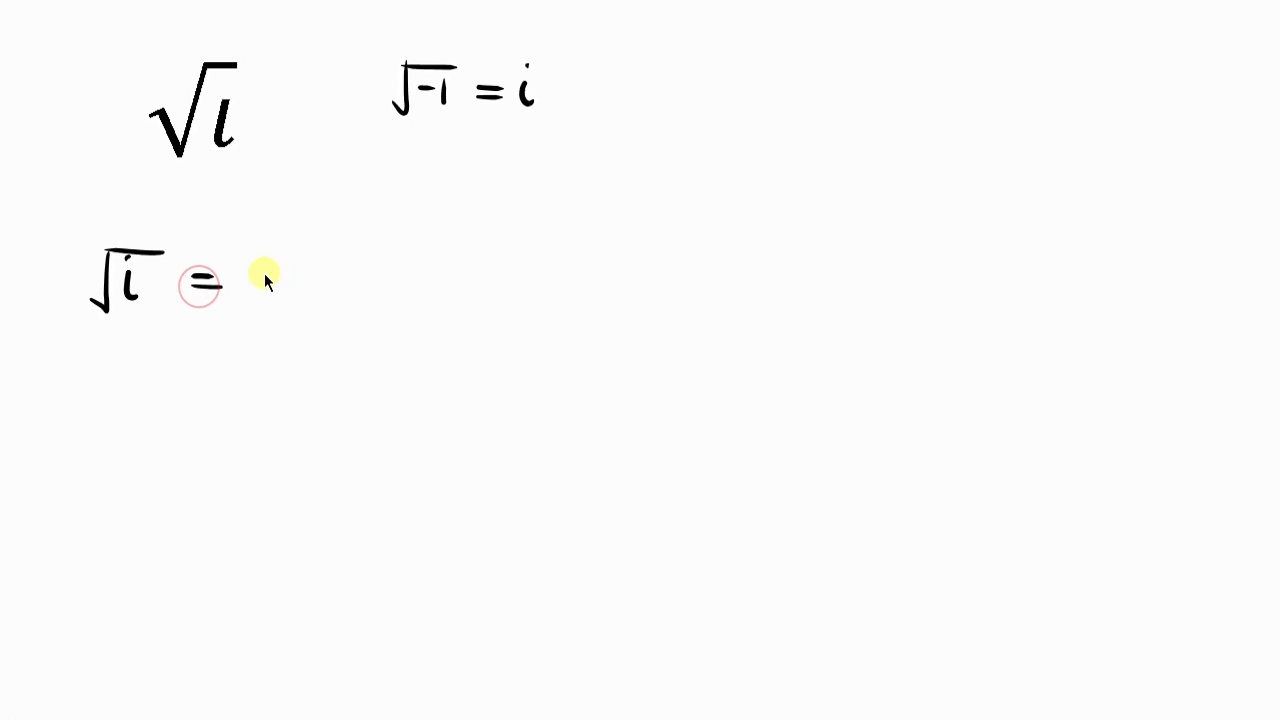 √i √-1 = i
√i =